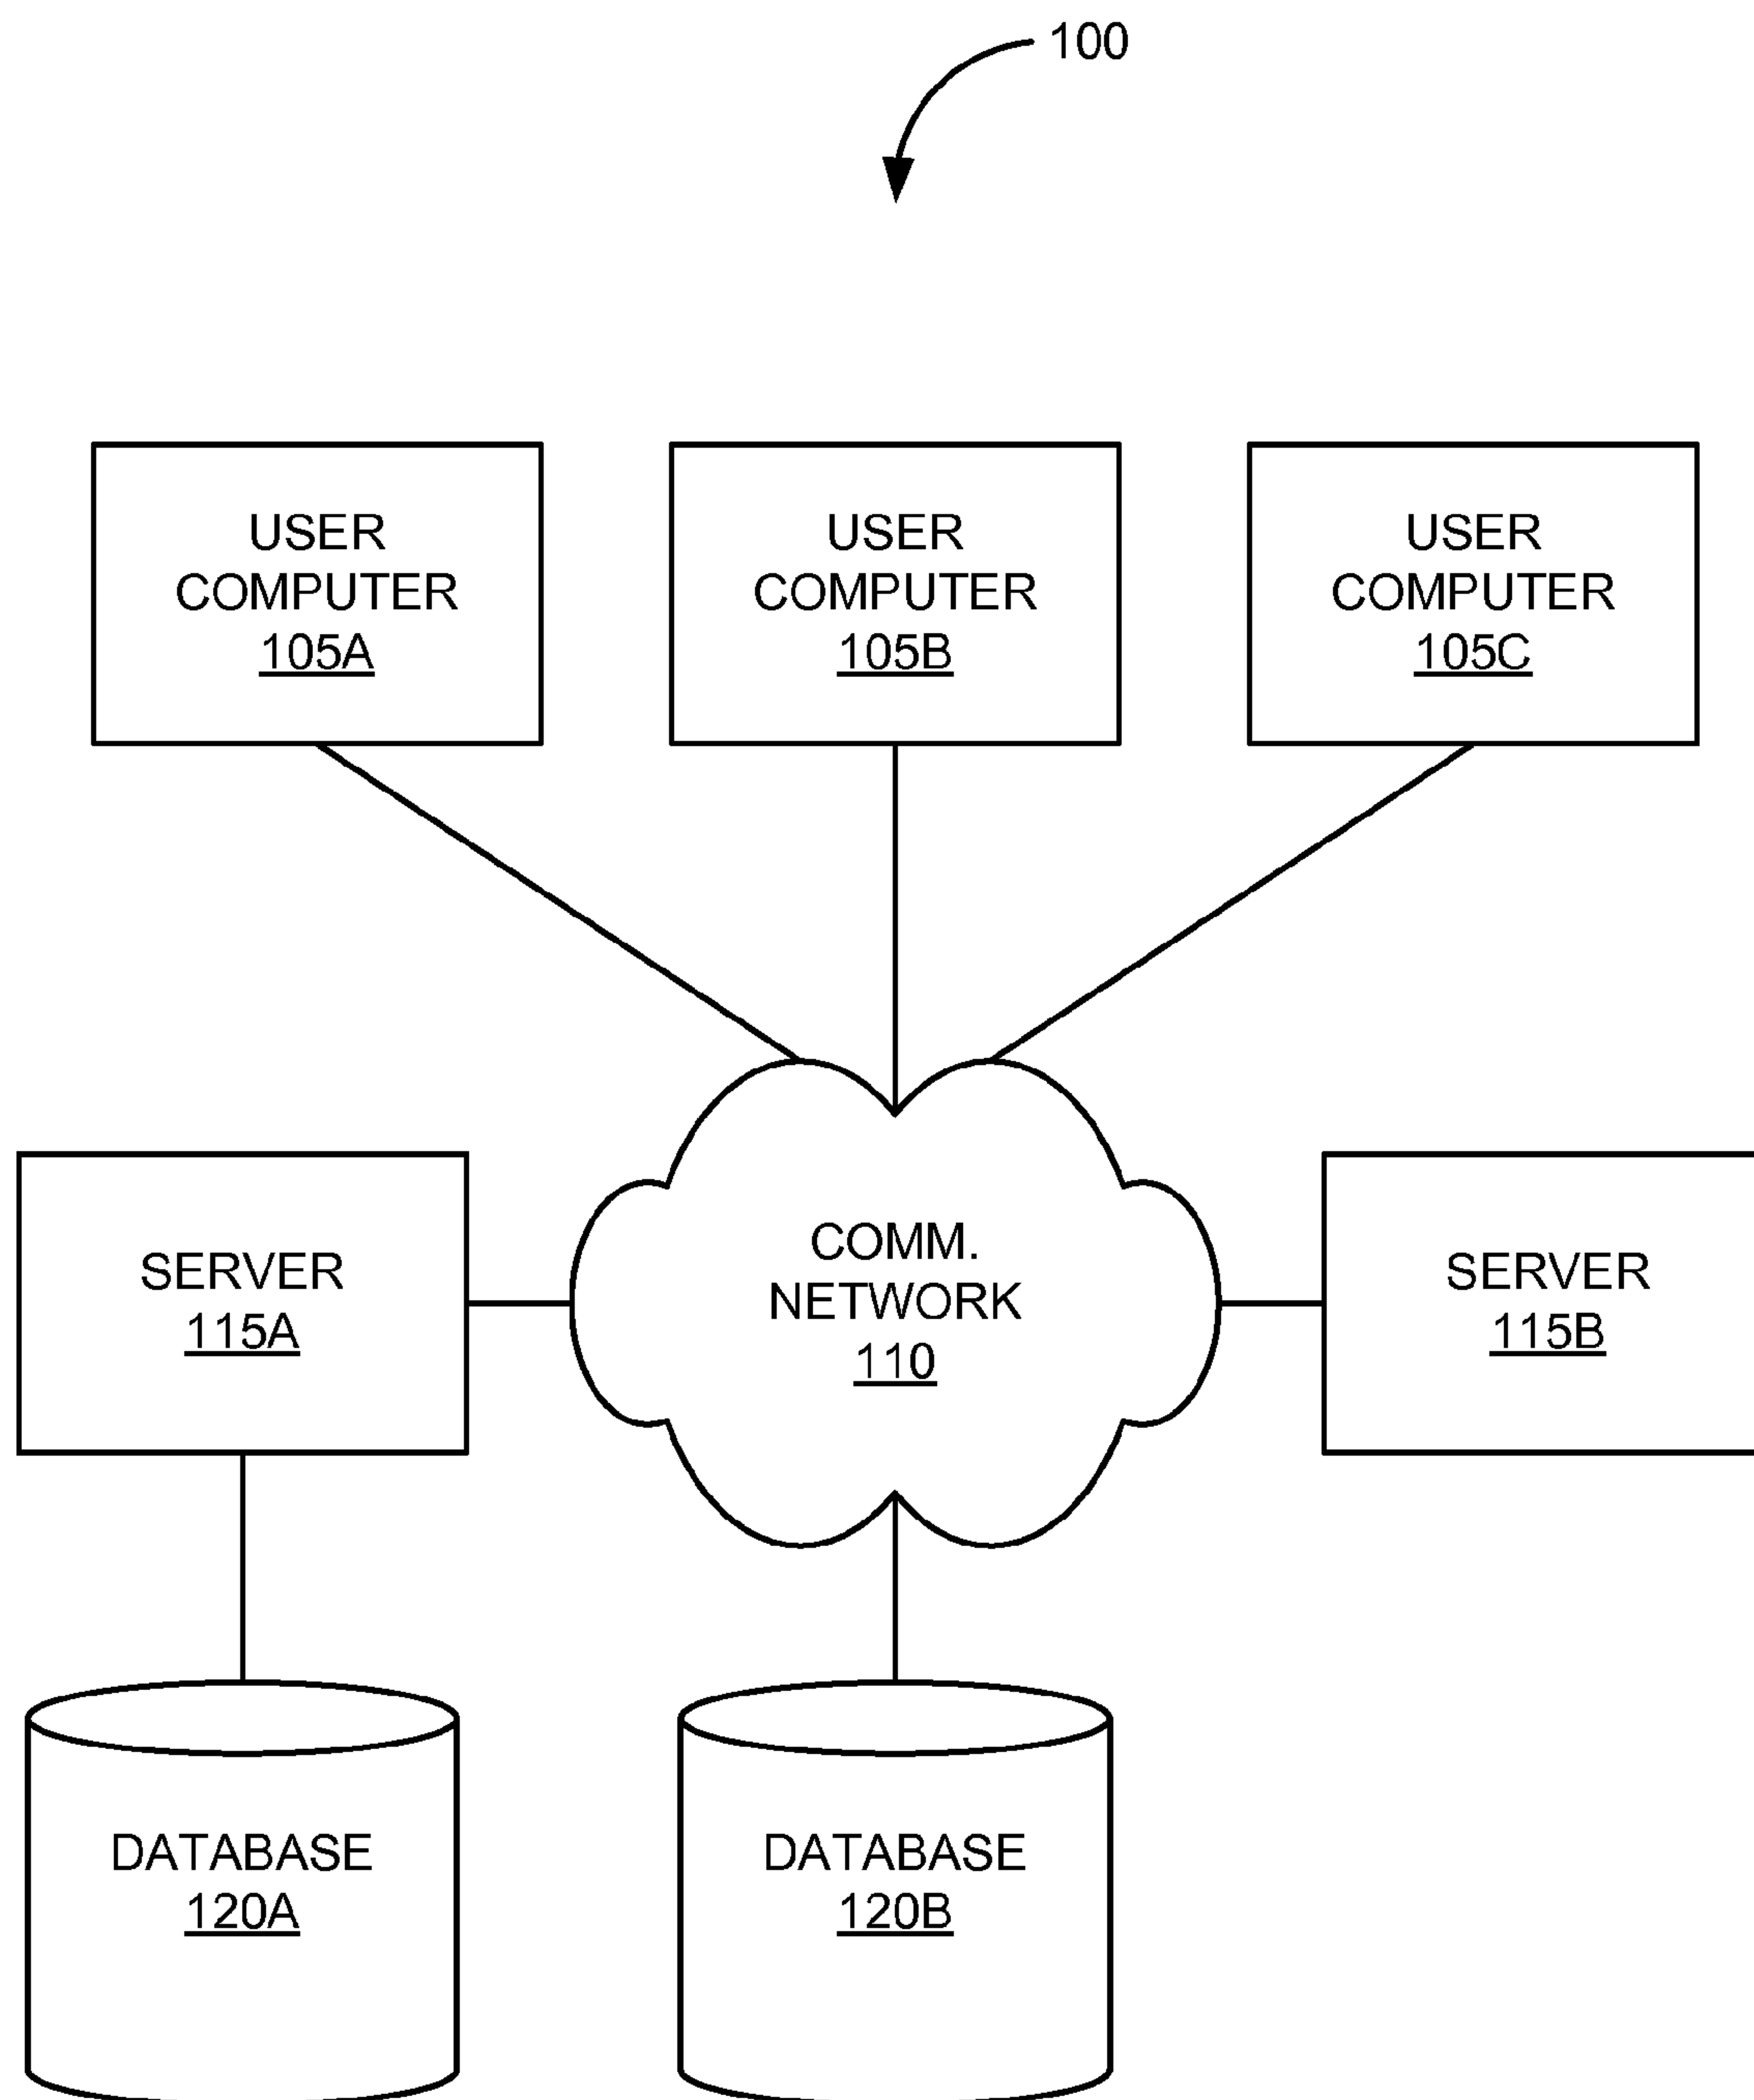 100
USER
COMPUTER
105A
USER
COMPUTER
105B
USER
COMPUTER
105C
SERVER
115A
COMM.
NETWORK
110
SERVER
115B
DATABASE
120A
DATABASE
120B